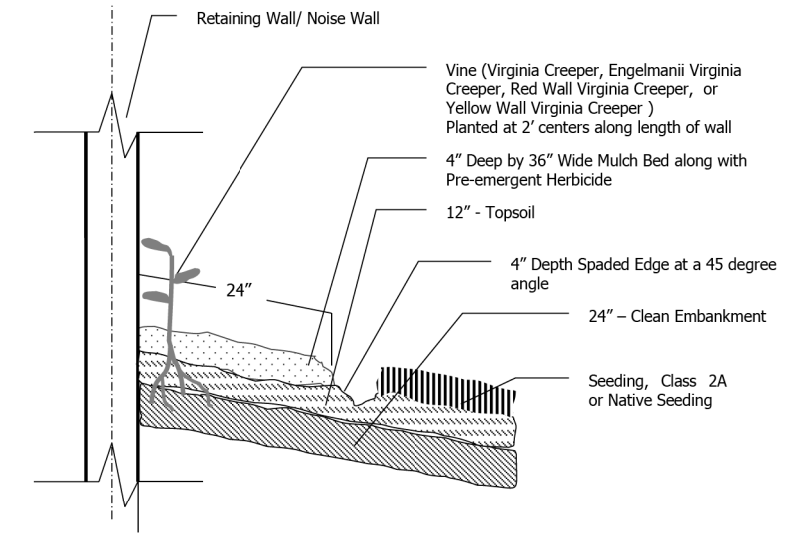 Retaining Wall/ Noise Wall
Vine (Virginia Creeper, Engelmanii Virginia
Creeper, Red Wall Virginia Creeper,  or
Yellow Wall Virginia Creeper )
Planted at 2’ centers along length of wall
4” Deep by 36” Wide Mulch Bed along with
Pre-emergent Herbicide
12” - Topsoil
4” Depth Spaded Edge at a 45 degree
angle
24”
24” – Clean Embankment
Seeding,  Class  2A
or Native Seeding